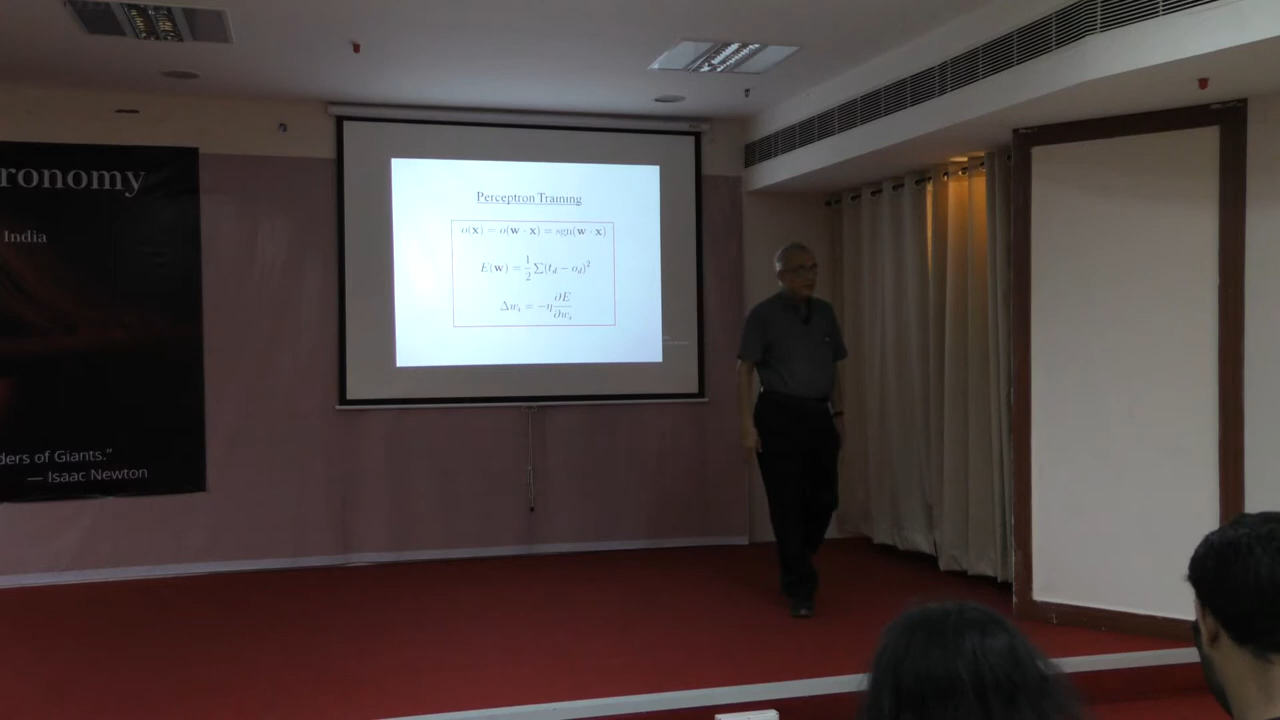 ronomy
India
ders of Giants.”
— Isaac Newton
Perceptron Training
o(x) = o(w · x) = sgn(w · x)
E(w) = 1/2 ∑(t_d − o_d)^2
Δw_i = −η ∂E/∂w_i